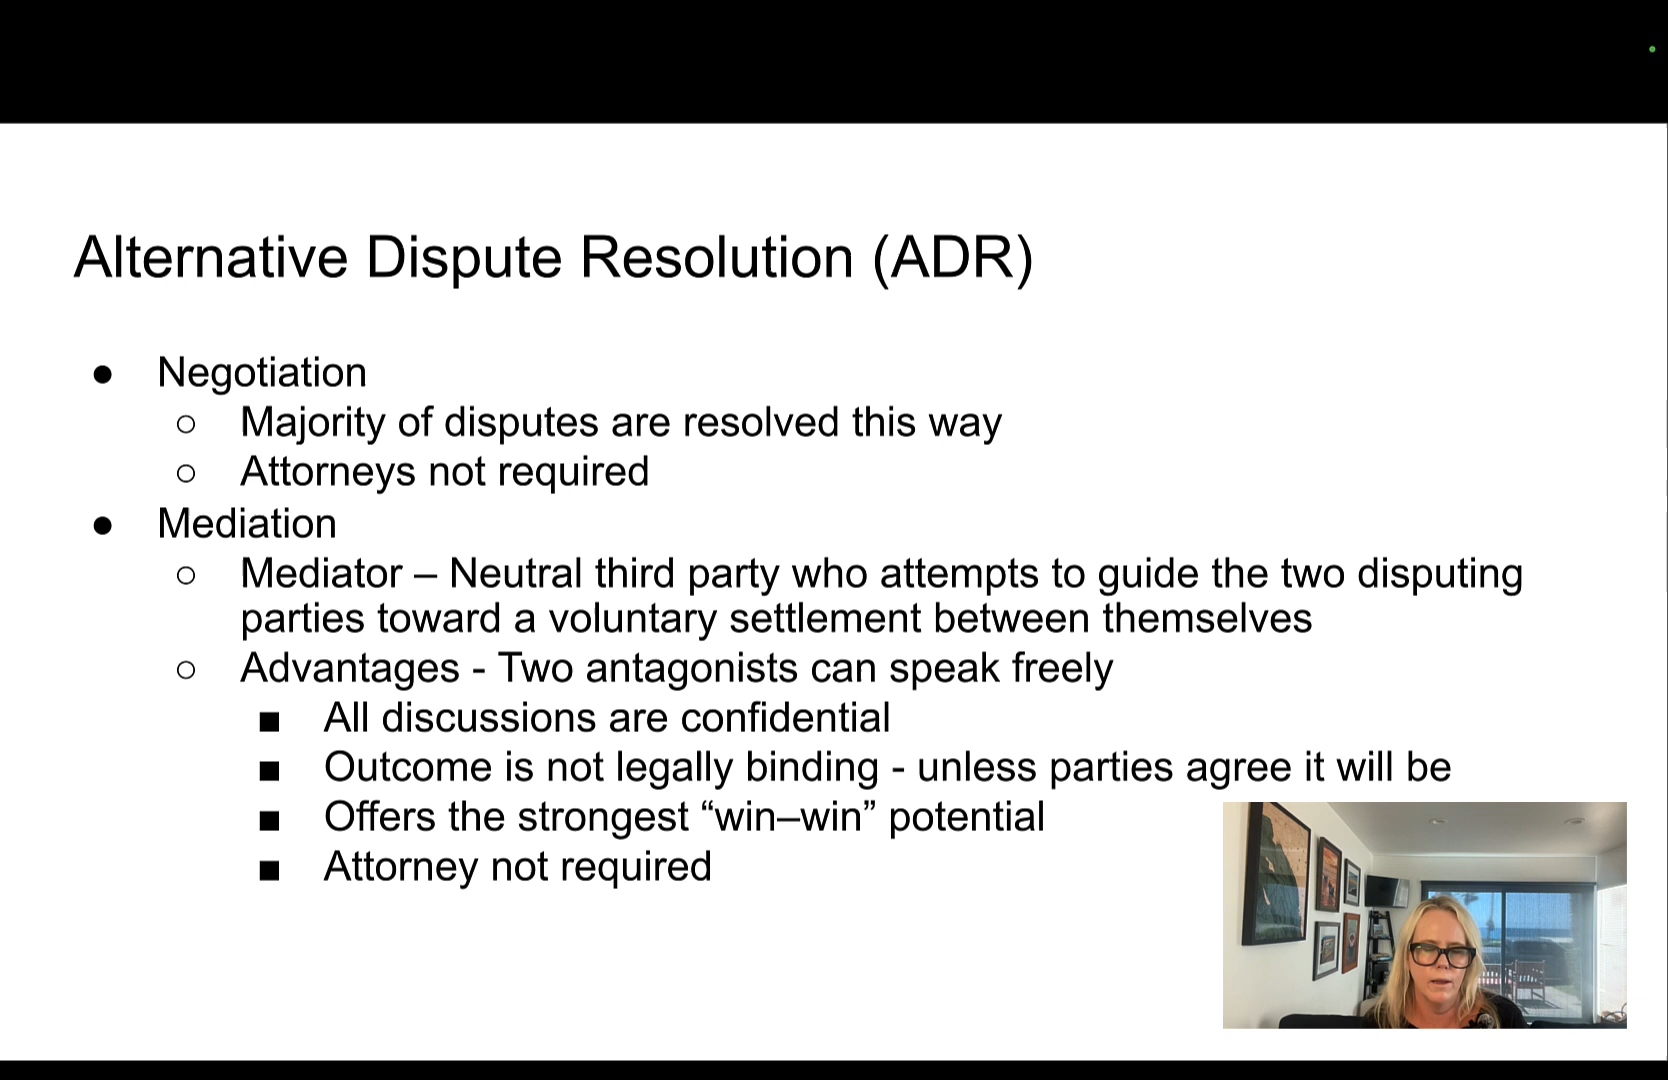 Alternative Dispute Resolution (ADR)
● Negotiation
○ Majority of disputes are resolved this way
○ Attorneys not required
● Mediation
○ Mediator – Neutral third party who attempts to guide the two disputing
parties toward a voluntary settlement between themselves
○ Advantages - Two antagonists can speak freely
■ All discussions are confidential
■ Outcome is not legally binding - unless parties agree it will be
■ Offers the strongest “win–win” potential
■ Attorney not required